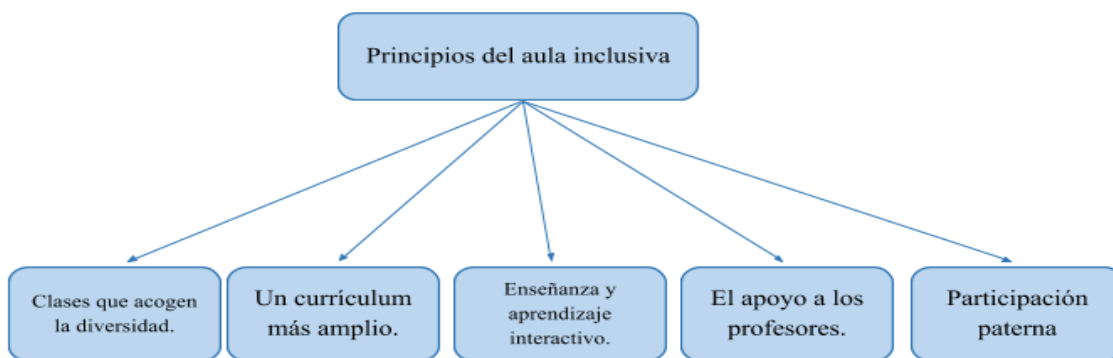 Principios del aula inclusiva
Clases que acogen
la diversidad.
Un currículum
más amplio.
Enseñanza y
aprendizaje
interactivo.
El apoyo a los
profesores.
Participación
paterna